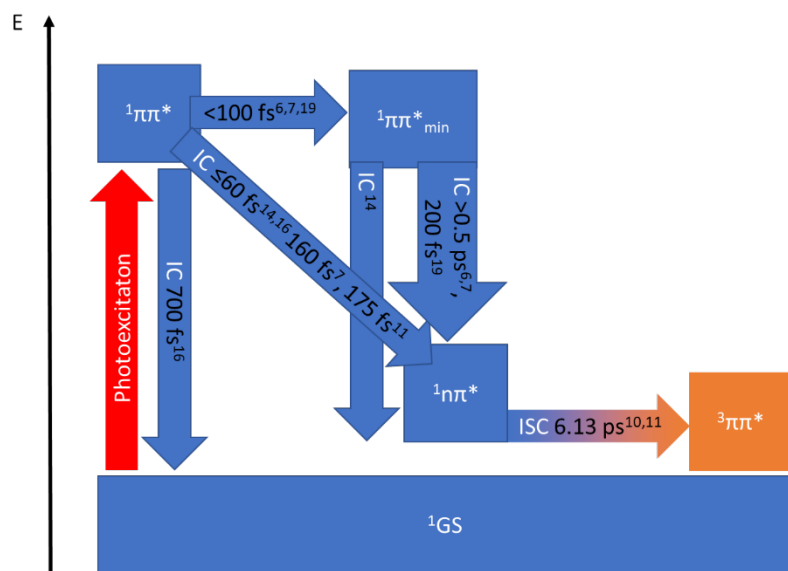 E
¹ππ*
<100 fs⁶,⁷,¹⁹
¹ππ*min
Photoexcitaton
IC 700 fs¹⁶
IC ≤60 fs¹⁴,¹⁶
160 fs⁷, 175 fs¹¹
IC¹⁴
IC >0.5 ps⁶,⁷,
200 fs¹⁹
¹nπ*
ISC 6.13 ps¹⁰,¹¹
³ππ*
¹GS